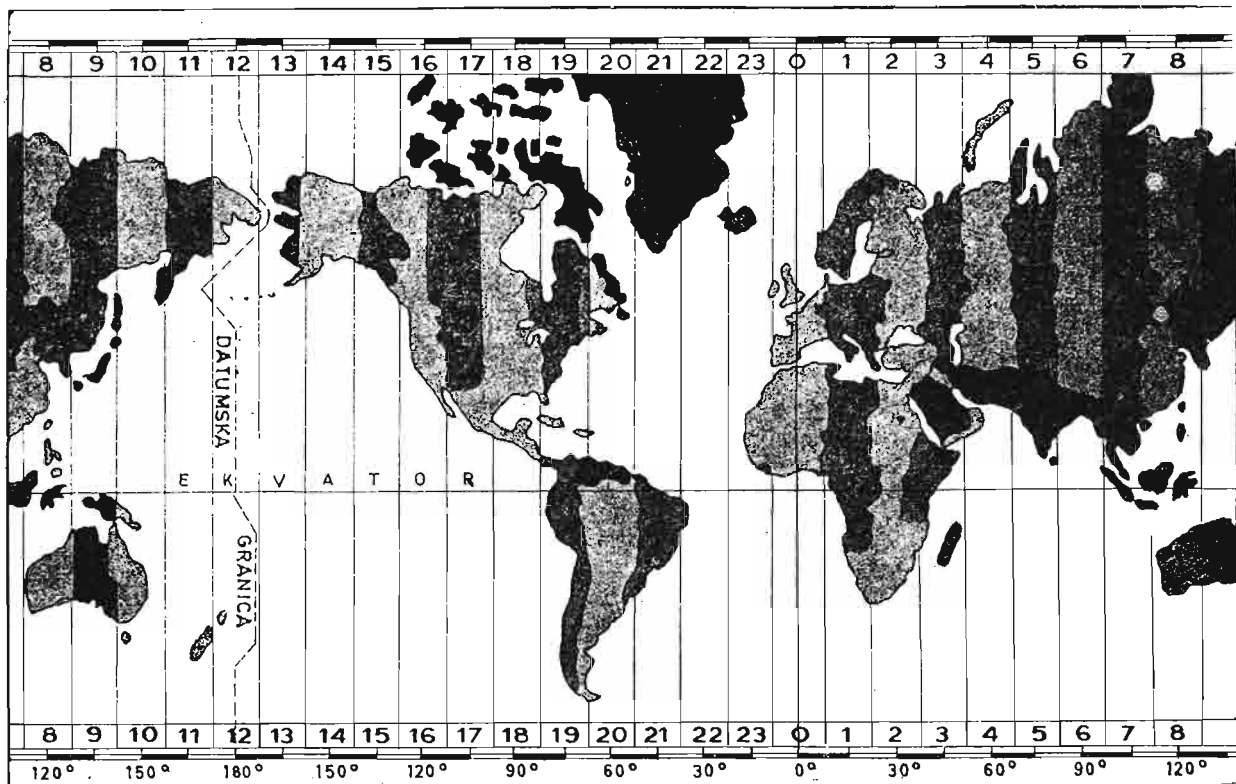 8 9 10 11 12 13 14 15 16 17 18 19 20 21 22 23 0 1 2 3 4 5 6 7 8
DATUMSKA
EKVATOR
GRANICA
8 9 10 11 12 13 14 15 16 17 18 19 20 21 22 23 0 1 2 3 4 5 6 7 8
120° 150° 180° 150° 120° 90° 60° 30° 0° 30° 60° 90° 120°